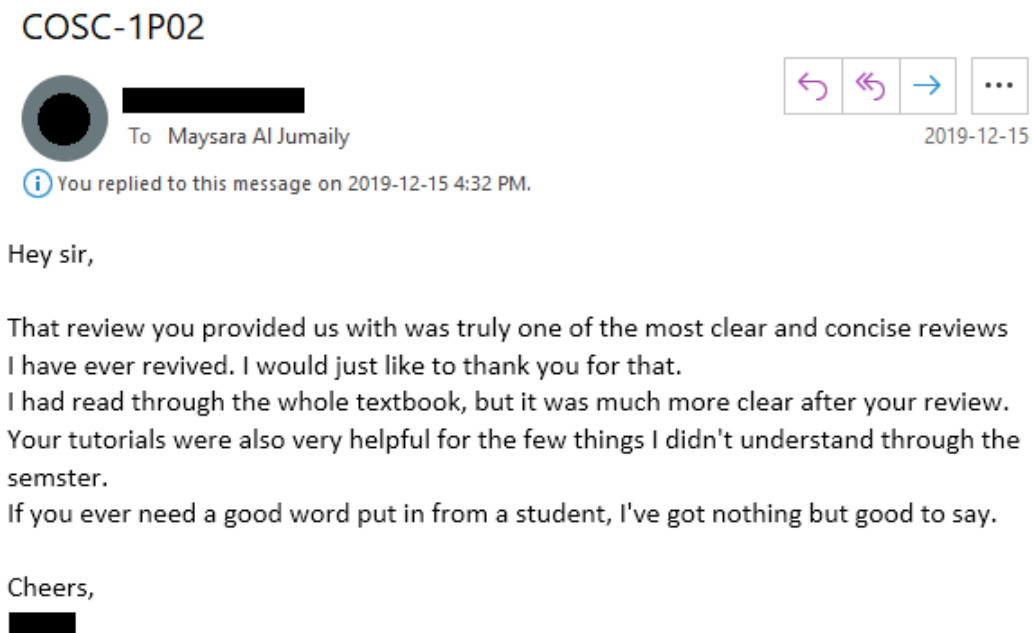 COSC-1P02
To Maysara Al Jumaily
2019-12-15
You replied to this message on 2019-12-15 4:32 PM.
Hey sir,
That review you provided us with was truly one of the most clear and concise reviews
I have ever revived. I would just like to thank you for that.
I had read through the whole textbook, but it was much more clear after your review.
Your tutorials were also very helpful for the few things I didn't understand through the
semster.
If you ever need a good word put in from a student, I've got nothing but good to say.
Cheers,